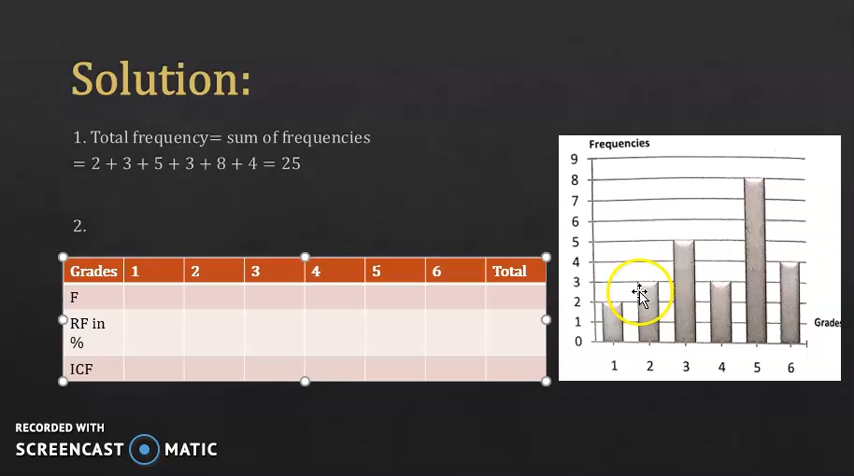 Solution:
1. Total frequency= sum of frequencies
= 2 + 3 + 5 + 3 + 8 + 4 = 25
2.
Grades 1 2 3 4 5 6 Total
F
RF in
%
ICF
Frequencies
9
8
7
6
5
4
3
2
1
0
Grades
1 2 3 4 5 6
RECORDED WITH
SCREENCAST MATIC